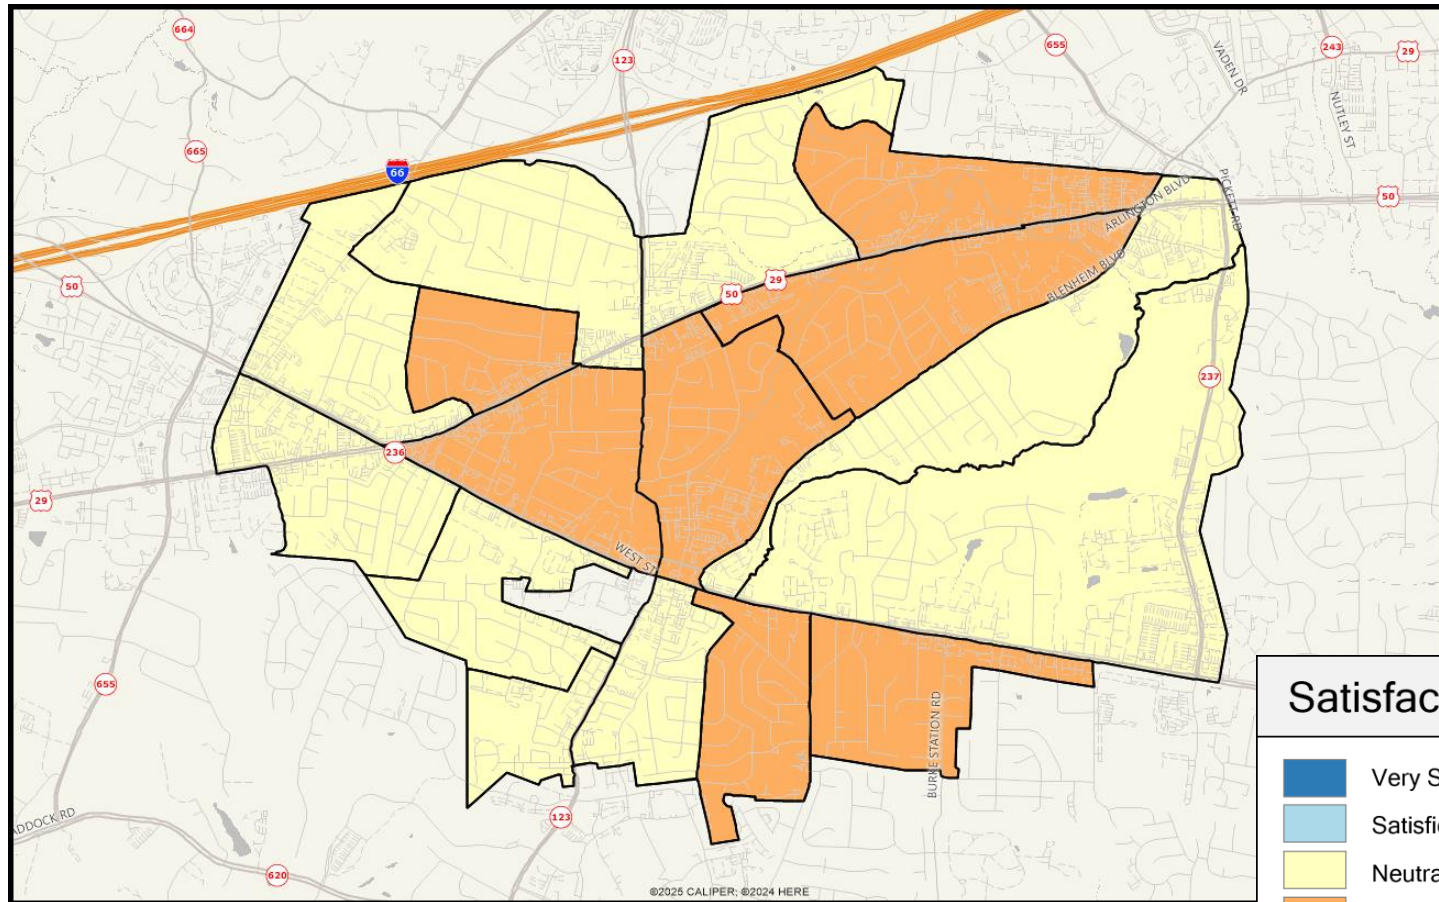 664
123
655
243
29
VADEN DR
NUTLEY ST
665
66
PICKETT RD
50
ARLINGTON BLVD
50
29
50
BLENHEIM BLVD
237
236
29
WEST ST
655
BURKE STATION RD
123
620
©2025 CALIPER; ©2024 HERE
Satisfac
Very S
Satisfi
Neutra